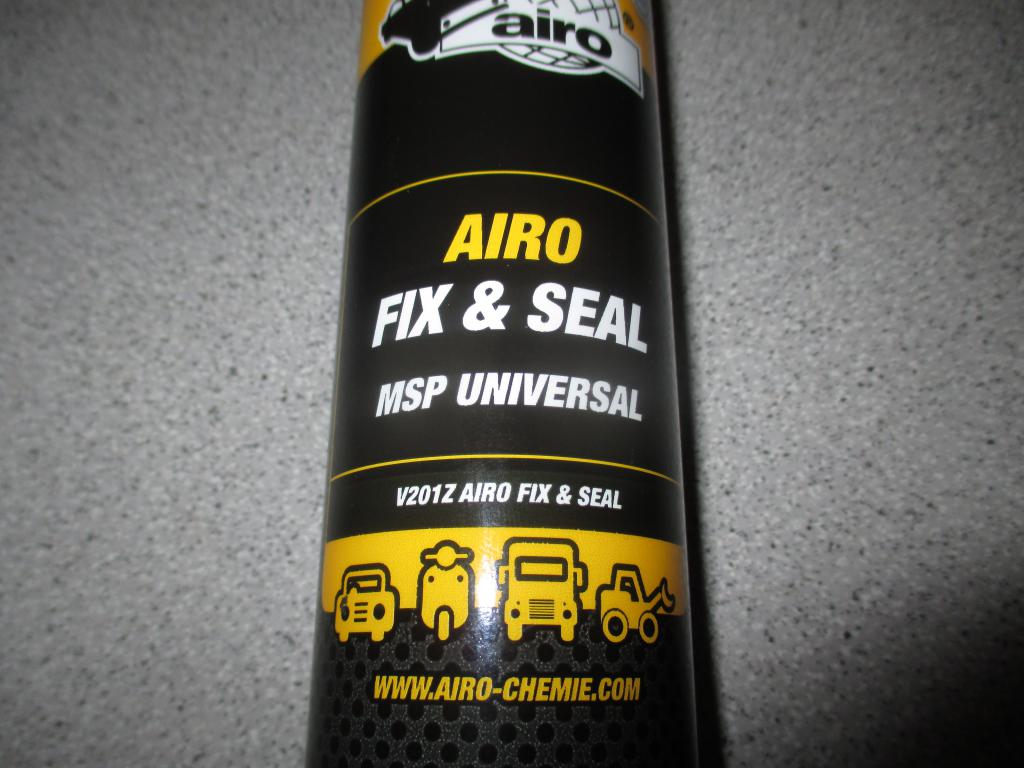 airo
AIRO
FIX & SEAL
MSP UNIVERSAL
V201Z AIRO FIX & SEAL
WWW.AIRO-CHEMIE.COM